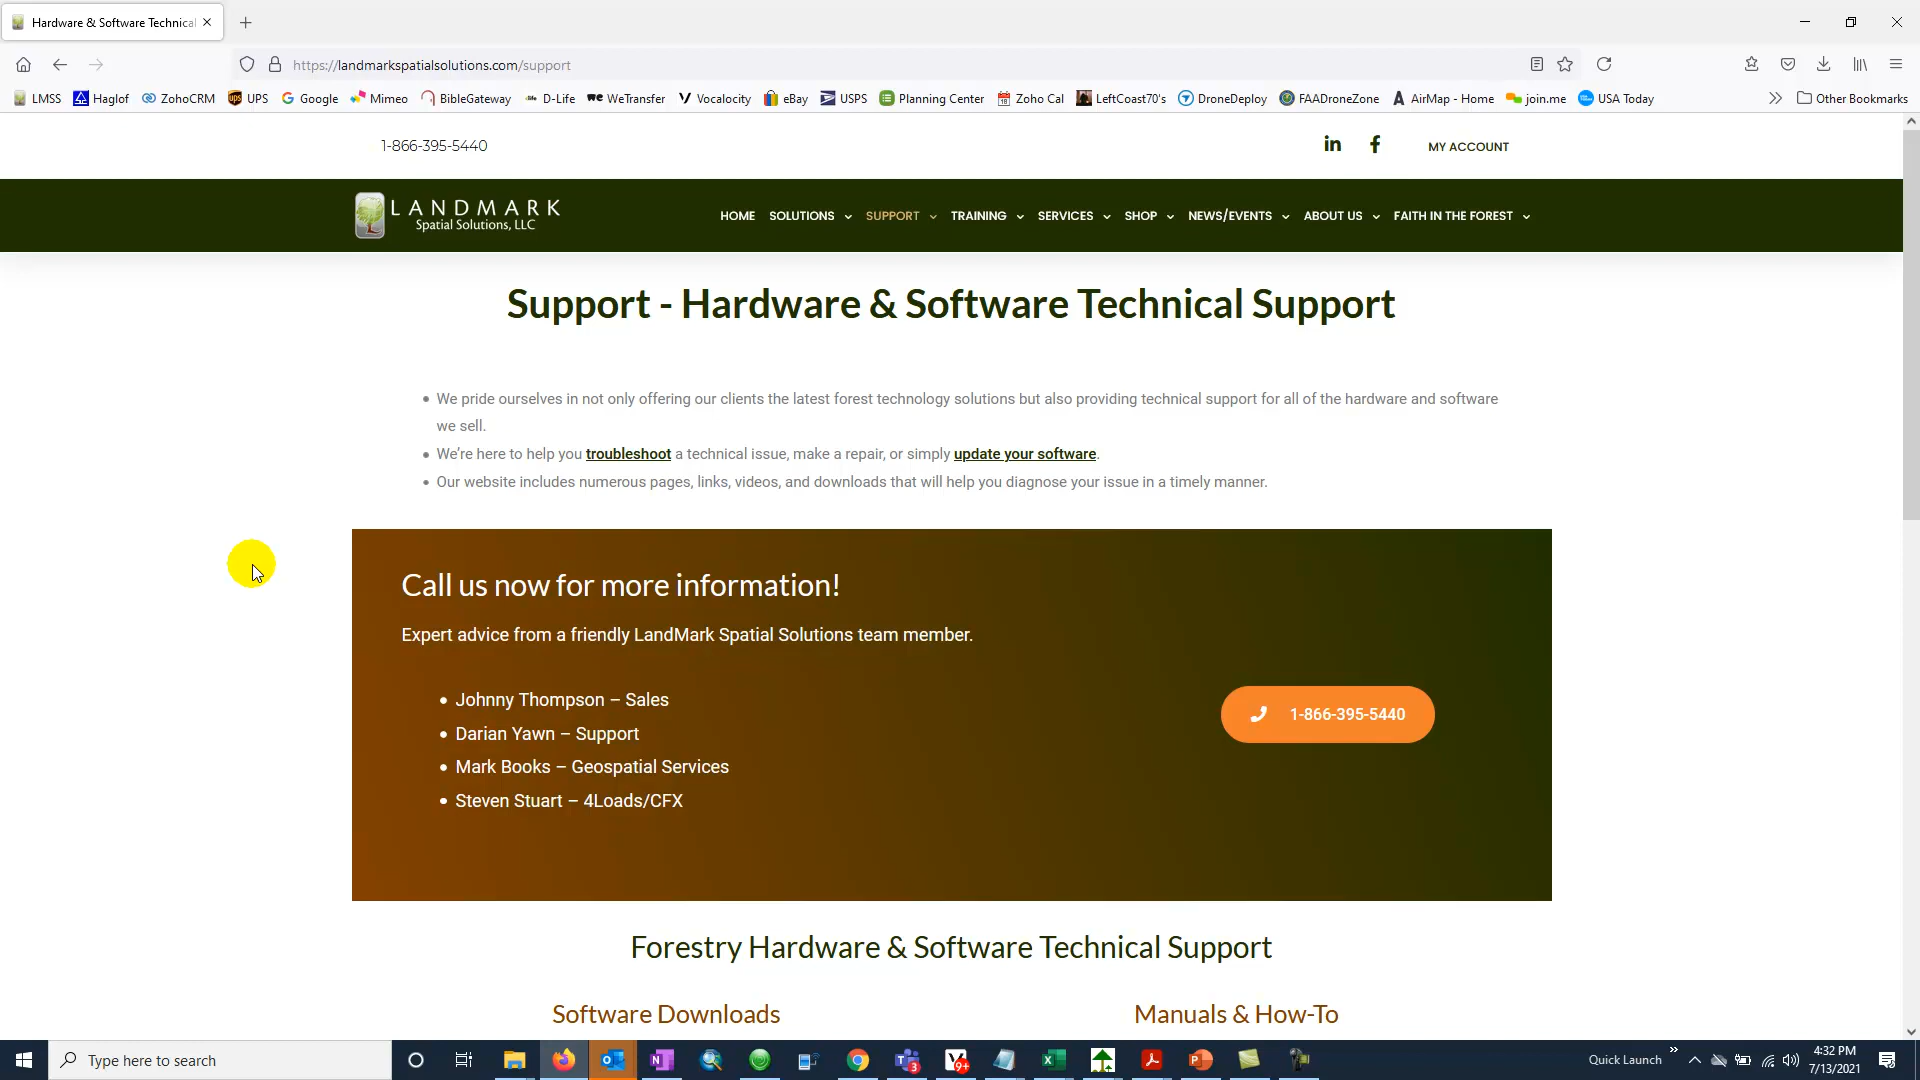 Hardware & Software Technical
https://landmarkspatialsolutions.com/support
LMSS Haglof ZohoCRM UPS Google Mimeo BibleGateway D-Life WeTransfer Vocalocity eBay USPS Planning Center Zoho Cal LeftCoast70's DroneDeploy FAADroneZone AirMap - Home join.me USA Today Other Bookmarks
1-866-395-5440
in f MY ACCOUNT
LANDMARK
Spatial Solutions, LLC
HOME SOLUTIONS SUPPORT TRAINING SERVICES SHOP NEWS/EVENTS ABOUT US FAITH IN THE FOREST
Support - Hardware & Software Technical Support
• We pride ourselves in not only offering our clients the latest forest technology solutions but also providing technical support for all of the hardware and software
we sell.
• We're here to help you troubleshoot a technical issue, make a repair, or simply update your software.
• Our website includes numerous pages, links, videos, and downloads that will help you diagnose your issue in a timely manner.
Call us now for more information!
Expert advice from a friendly LandMark Spatial Solutions team member.
• Johnny Thompson – Sales
• Darian Yawn – Support
• Mark Books – Geospatial Services
• Steven Stuart – 4Loads/CFX
1-866-395-5440
Forestry Hardware & Software Technical Support
Software Downloads
Manuals & How-To
Type here to search
Quick Launch
4:32 PM
7/13/2021